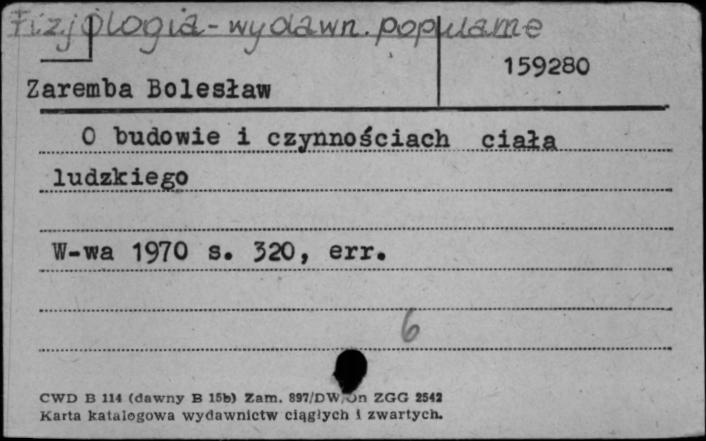 Fizjologia - wydawn. popularne
159280
Zaremba Bolesław
O budowie i czynnościach ciała
ludzkiego
W-wa 1970 s. 320, err.
6
CWD B 114 (dawny B 15b) Zam. 897/DW/Dn ZGG 2542
Karta katalogowa wydawnictw ciągłych i zwartych.